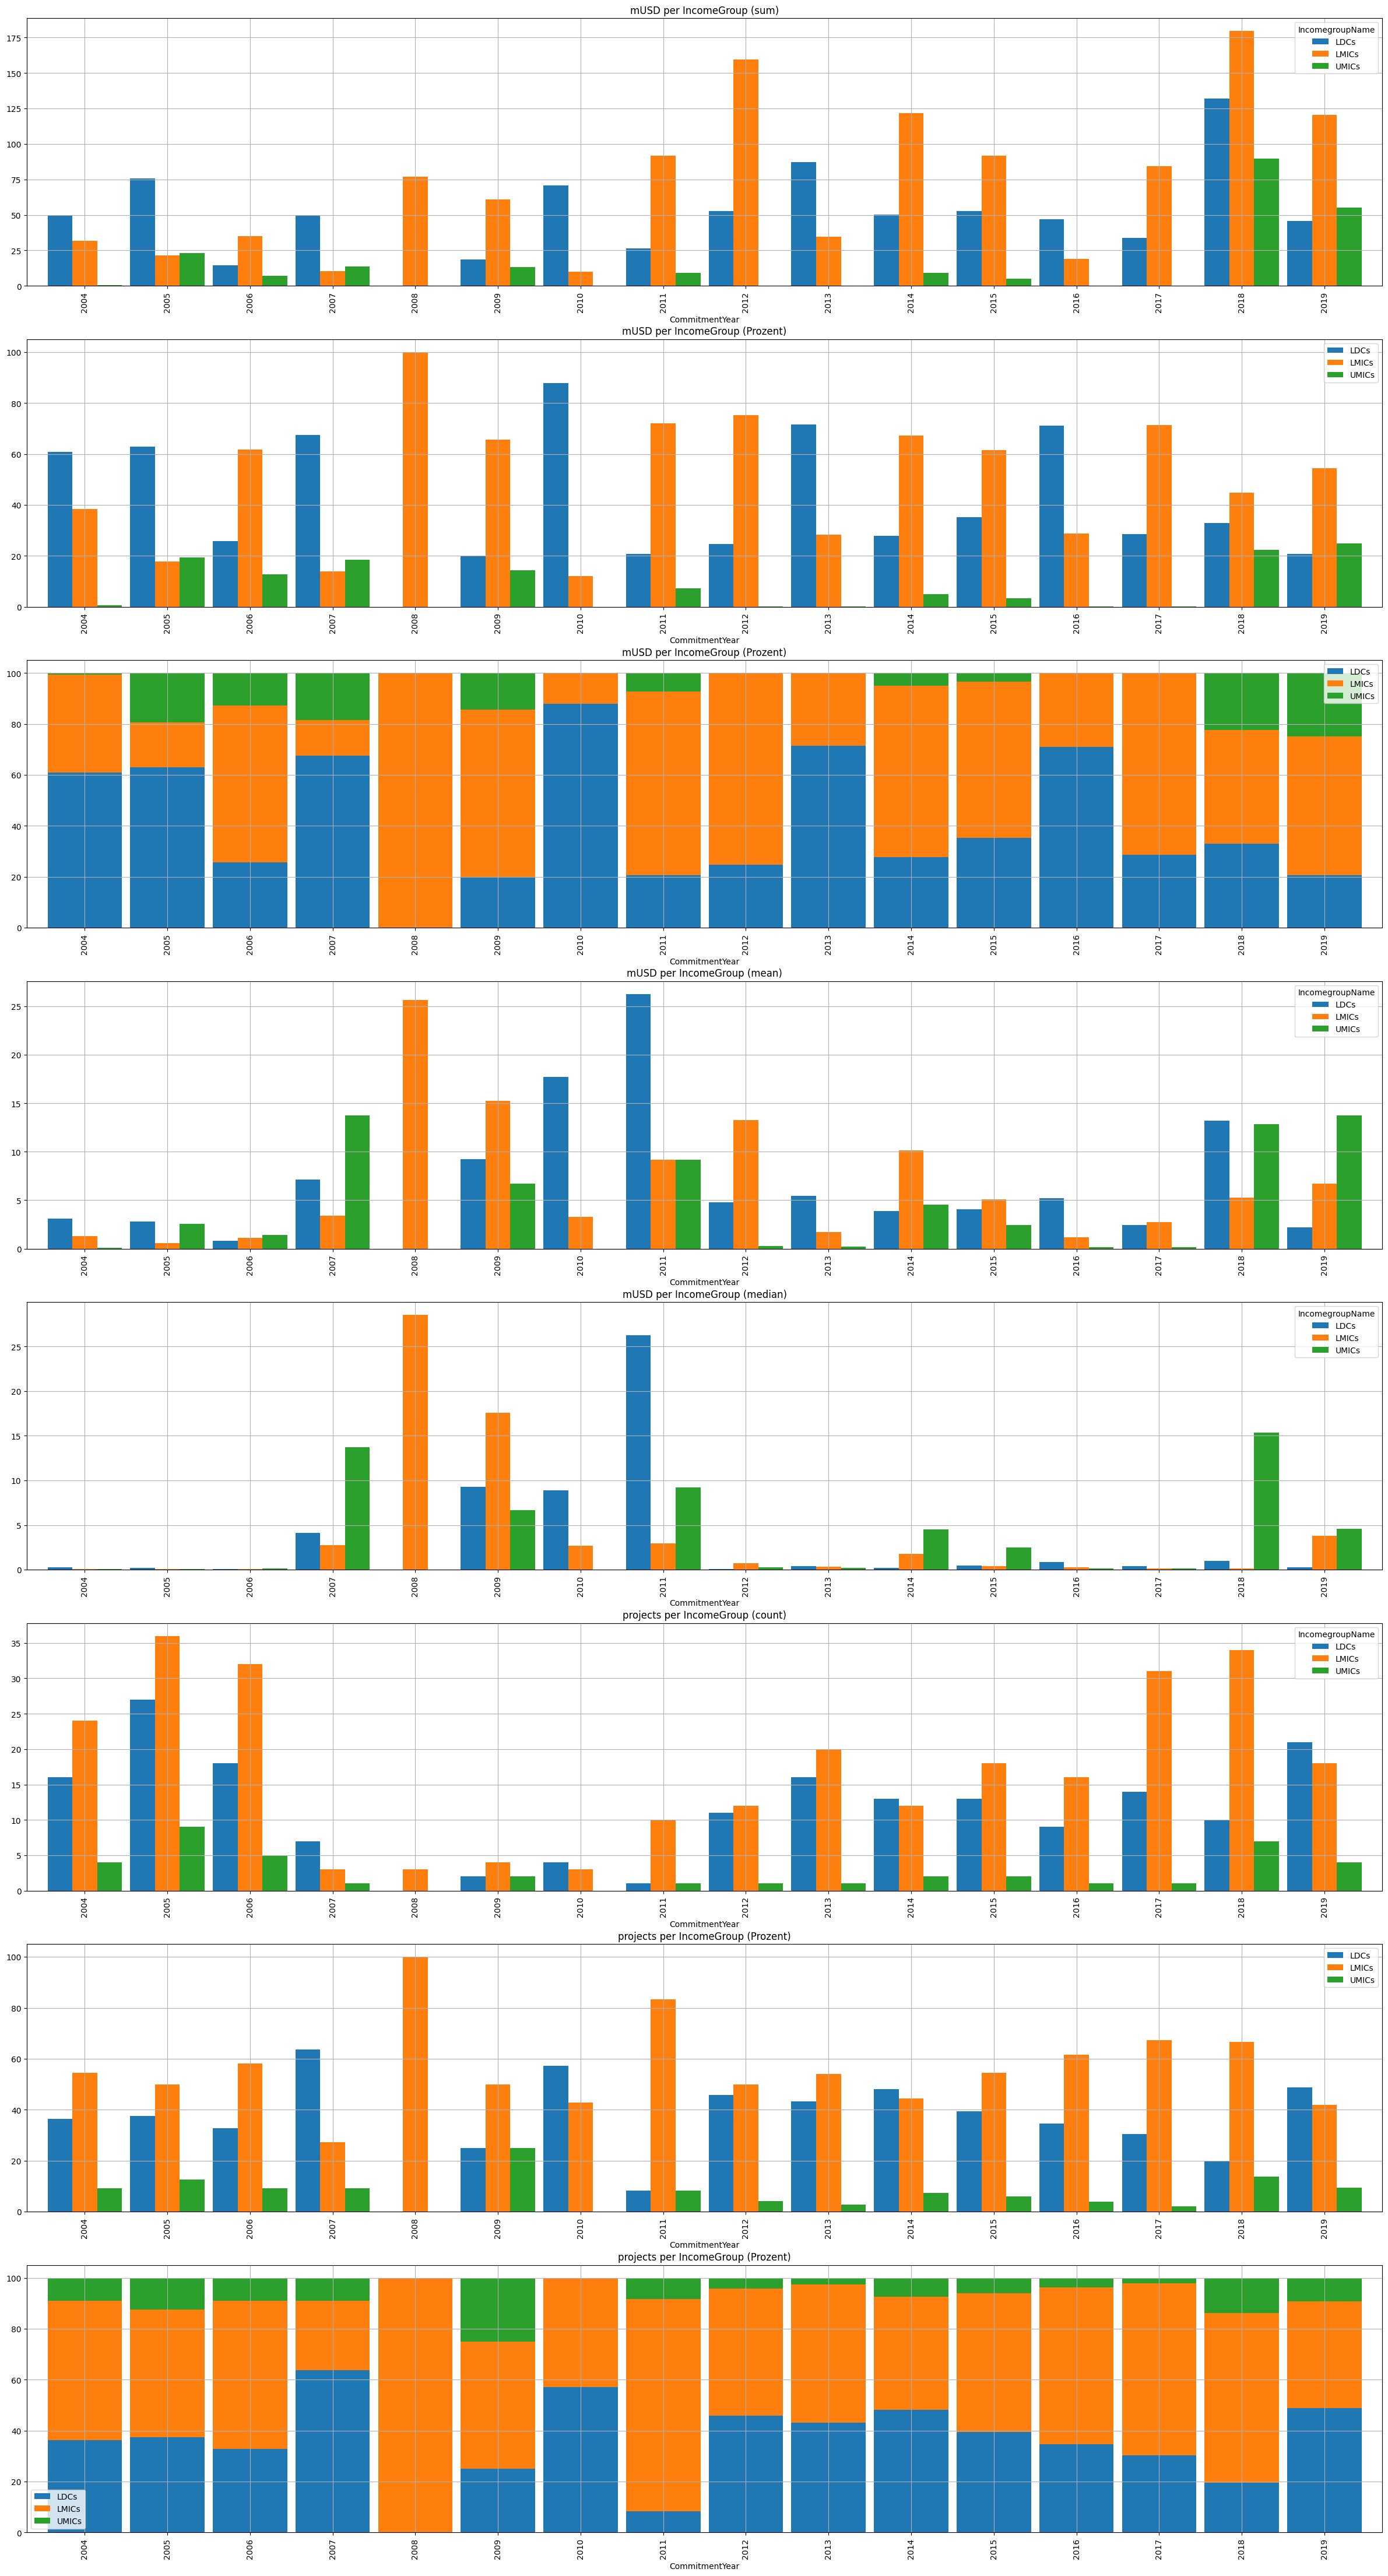 mUSD per IncomeGroup (sum)
IncomegroupName
LDCs
LMICs
UMICs
175
150
125
100
75
50
25
0
2004 2005 2006 2007 2008 2009 2010 2011 2012 2013 2014 2015 2016 2017 2018 2019
CommitmentYear
mUSD per IncomeGroup (Prozent)
LDCs
LMICs
UMICs
100
80
60
40
20
0
2004 2005 2006 2007 2008 2009 2010 2011 2012 2013 2014 2015 2016 2017 2018 2019
CommitmentYear
mUSD per IncomeGroup (Prozent)
LDCs
LMICs
UMICs
100
80
60
40
20
0
2004 2005 2006 2007 2008 2009 2010 2011 2012 2013 2014 2015 2016 2017 2018 2019
CommitmentYear
mUSD per IncomeGroup (mean)
IncomegroupName
LDCs
LMICs
UMICs
25
20
15
10
5
0
2004 2005 2006 2007 2008 2009 2010 2011 2012 2013 2014 2015 2016 2017 2018 2019
CommitmentYear
mUSD per IncomeGroup (median)
IncomegroupName
LDCs
LMICs
UMICs
25
20
15
10
5
0
2004 2005 2006 2007 2008 2009 2010 2011 2012 2013 2014 2015 2016 2017 2018 2019
CommitmentYear
projects per IncomeGroup (count)
IncomegroupName
LDCs
LMICs
UMICs
35
30
25
20
15
10
5
0
2004 2005 2006 2007 2008 2009 2010 2011 2012 2013 2014 2015 2016 2017 2018 2019
CommitmentYear
projects per IncomeGroup (Prozent)
LDCs
LMICs
UMICs
100
80
60
40
20
0
2004 2005 2006 2007 2008 2009 2010 2011 2012 2013 2014 2015 2016 2017 2018 2019
CommitmentYear
projects per IncomeGroup (Prozent)
100
80
60
40
20
0
LDCs
LMICs
UMICs
2004 2005 2006 2007 2008 2009 2010 2011 2012 2013 2014 2015 2016 2017 2018 2019
CommitmentYear